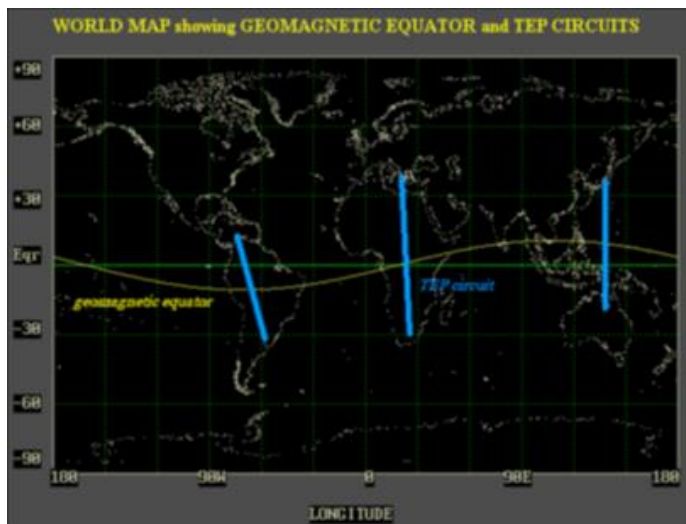 WORLD MAP showing GEOMAGNETIC EQUATOR and TEP CIRCUITS
+90
+60
+30
Eqr
geomagnetic equator
TEP circuit
-30
-60
-90
180 90W 0 90E 180
LONGITUDE